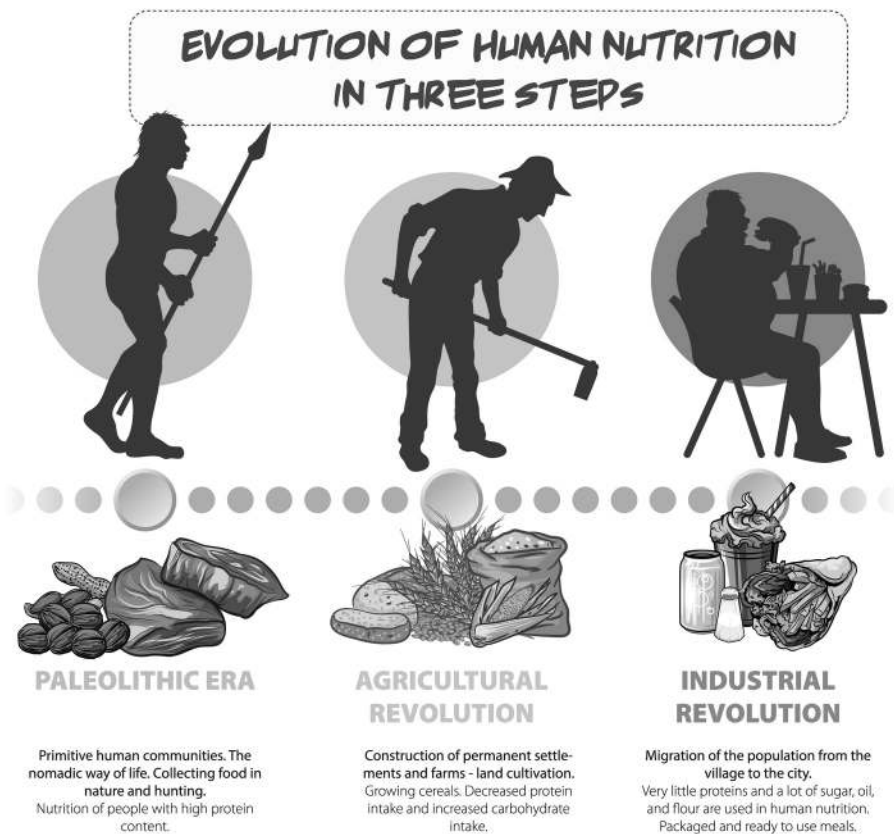 EVOLUTION OF HUMAN NUTRITION
IN THREE STEPS
PALEOLITHIC ERA
Primitive human communities. The
nomadic way of life. Collecting food in
nature and hunting.
Nutrition of people with high protein
content.
AGRICULTURAL
REVOLUTION
Construction of permanent settle-
ments and farms - land cultivation.
Growing cereals. Decreased protein
intake and increased carbohydrate
intake.
INDUSTRIAL
REVOLUTION
Migration of the population from the
village to the city.
Very little proteins and a lot of sugar, oil,
and flour are used in human nutrition.
Packaged and ready to use meals.